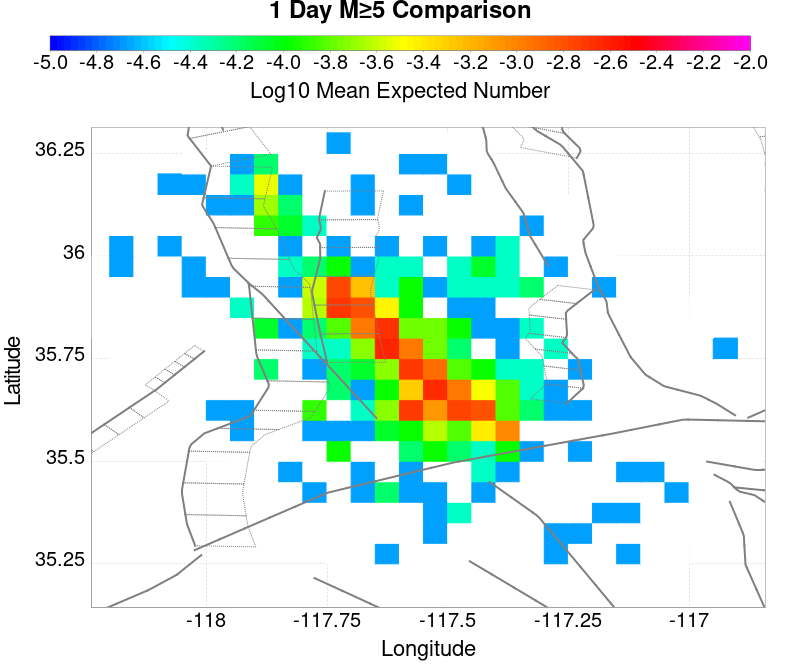 1 Day M≥5 Comparison
-5.0 -4.8 -4.6 -4.4 -4.2 -4.0 -3.8 -3.6 -3.4 -3.2 -3.0 -2.8 -2.6 -2.4 -2.2 -2.0
Log10 Mean Expected Number
36.25
36
35.75
35.5
35.25
Latitude
-118 -117.75 -117.5 -117.25 -117
Longitude